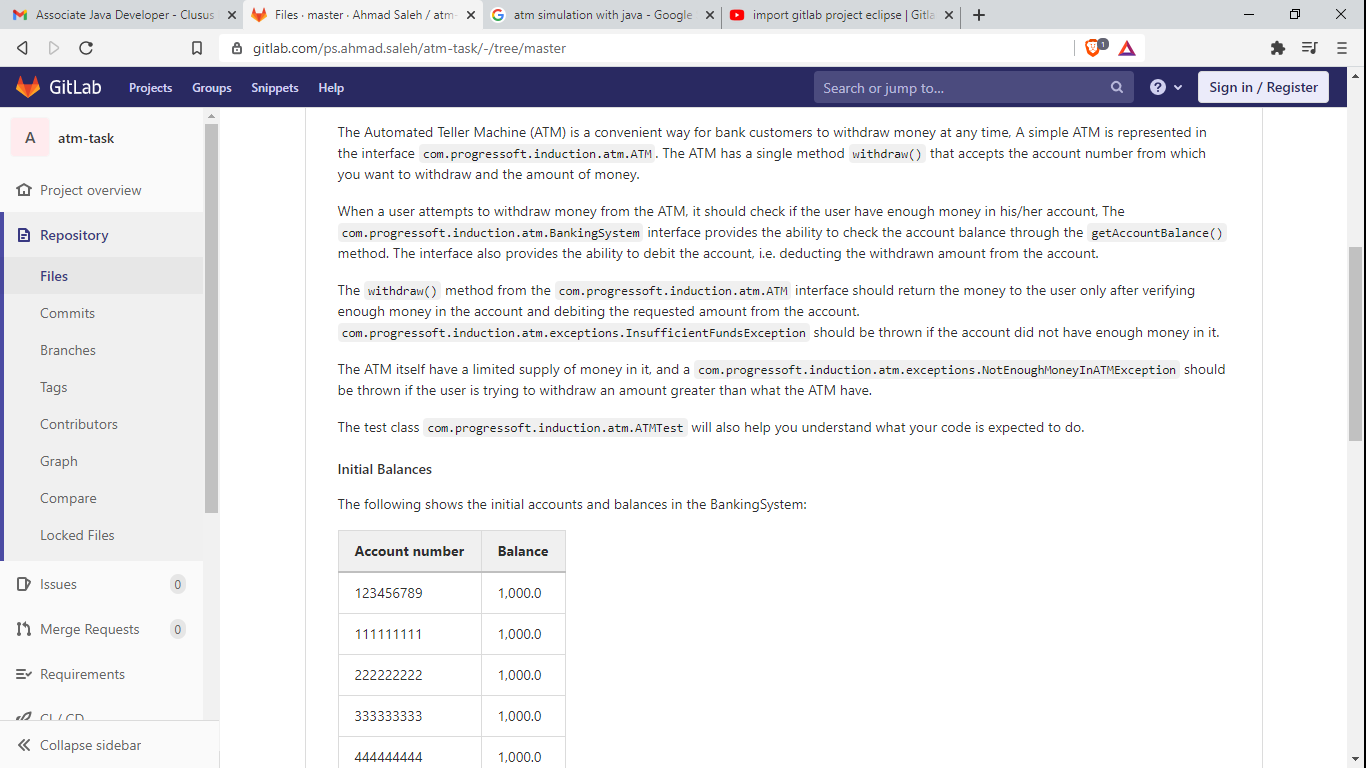 Associate Java Developer - Clusus
Files · master · Ahmad Saleh / atm-
atm simulation with java - Google
import gitlab project eclipse | Gitla
gitlab.com/ps.ahmad.saleh/atm-task/-/tree/master
1
GitLab Projects Groups Snippets Help Search or jump to... ? Sign in / Register
A atm-task
Project overview
Repository
Files
Commits
Branches
Tags
Contributors
Graph
Compare
Locked Files
Issues 0
Merge Requests 0
Requirements
CI / CD
Collapse sidebar
The Automated Teller Machine (ATM) is a convenient way for bank customers to withdraw money at any time, A simple ATM is represented in
the interface com.progressoft.induction.atm.ATM . The ATM has a single method withdraw() that accepts the account number from which
you want to withdraw and the amount of money.
When a user attempts to withdraw money from the ATM, it should check if the user have enough money in his/her account, The
com.progressoft.induction.atm.BankingSystem interface provides the ability to check the account balance through the getAccountBalance()
method. The interface also provides the ability to debit the account, i.e. deducting the withdrawn amount from the account.
The withdraw() method from the com.progressoft.induction.atm.ATM interface should return the money to the user only after verifying
enough money in the account and debiting the requested amount from the account.
com.progressoft.induction.atm.exceptions.InsufficientFundsException should be thrown if the account did not have enough money in it.
The ATM itself have a limited supply of money in it, and a com.progressoft.induction.atm.exceptions.NotEnoughMoneyInATMException should
be thrown if the user is trying to withdraw an amount greater than what the ATM have.
The test class com.progressoft.induction.atm.ATMTest will also help you understand what your code is expected to do.
Initial Balances
The following shows the initial accounts and balances in the BankingSystem:
Account number Balance
123456789 1,000.0
111111111 1,000.0
222222222 1,000.0
333333333 1,000.0
444444444 1,000.0